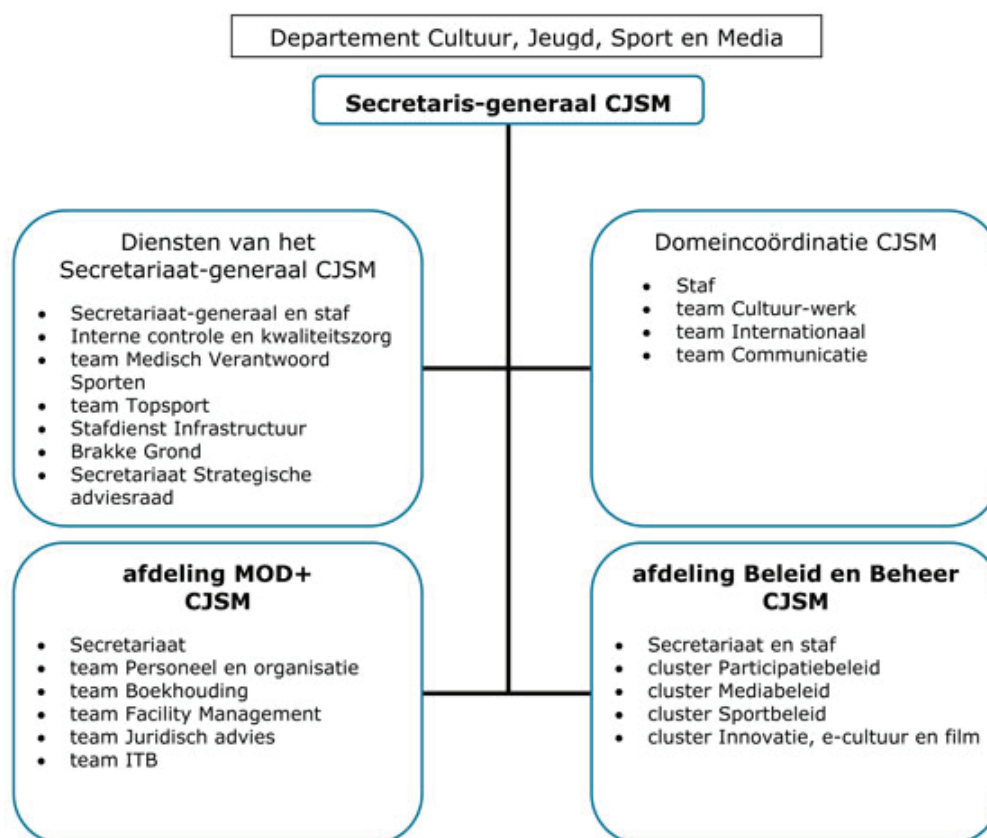 Departement Cultuur, Jeugd, Sport en Media
Secretaris-generaal CJSM
Diensten van het
Secretariaat-generaal CJSM
• Secretariaat-generaal en staf
• Interne controle en kwaliteitszorg
• team Medisch Verantwoord
Sporten
• team Topsport
• Stafdienst Infrastructuur
• Brakke Grond
• Secretariaat Strategische
adviesraad
Domeincoördinatie CJSM
• Staf
• team Cultuur-werk
• team Internationaal
• team Communicatie
afdeling MOD+
CJSM
• Secretariaat
• team Personeel en organisatie
• team Boekhouding
• team Facility Management
• team Juridisch advies
• team ITB
afdeling Beleid en Beheer
CJSM
• Secretariaat en staf
• cluster Participatiebeleid
• cluster Mediabeleid
• cluster Sportbeleid
• cluster Innovatie, e-cultuur en film